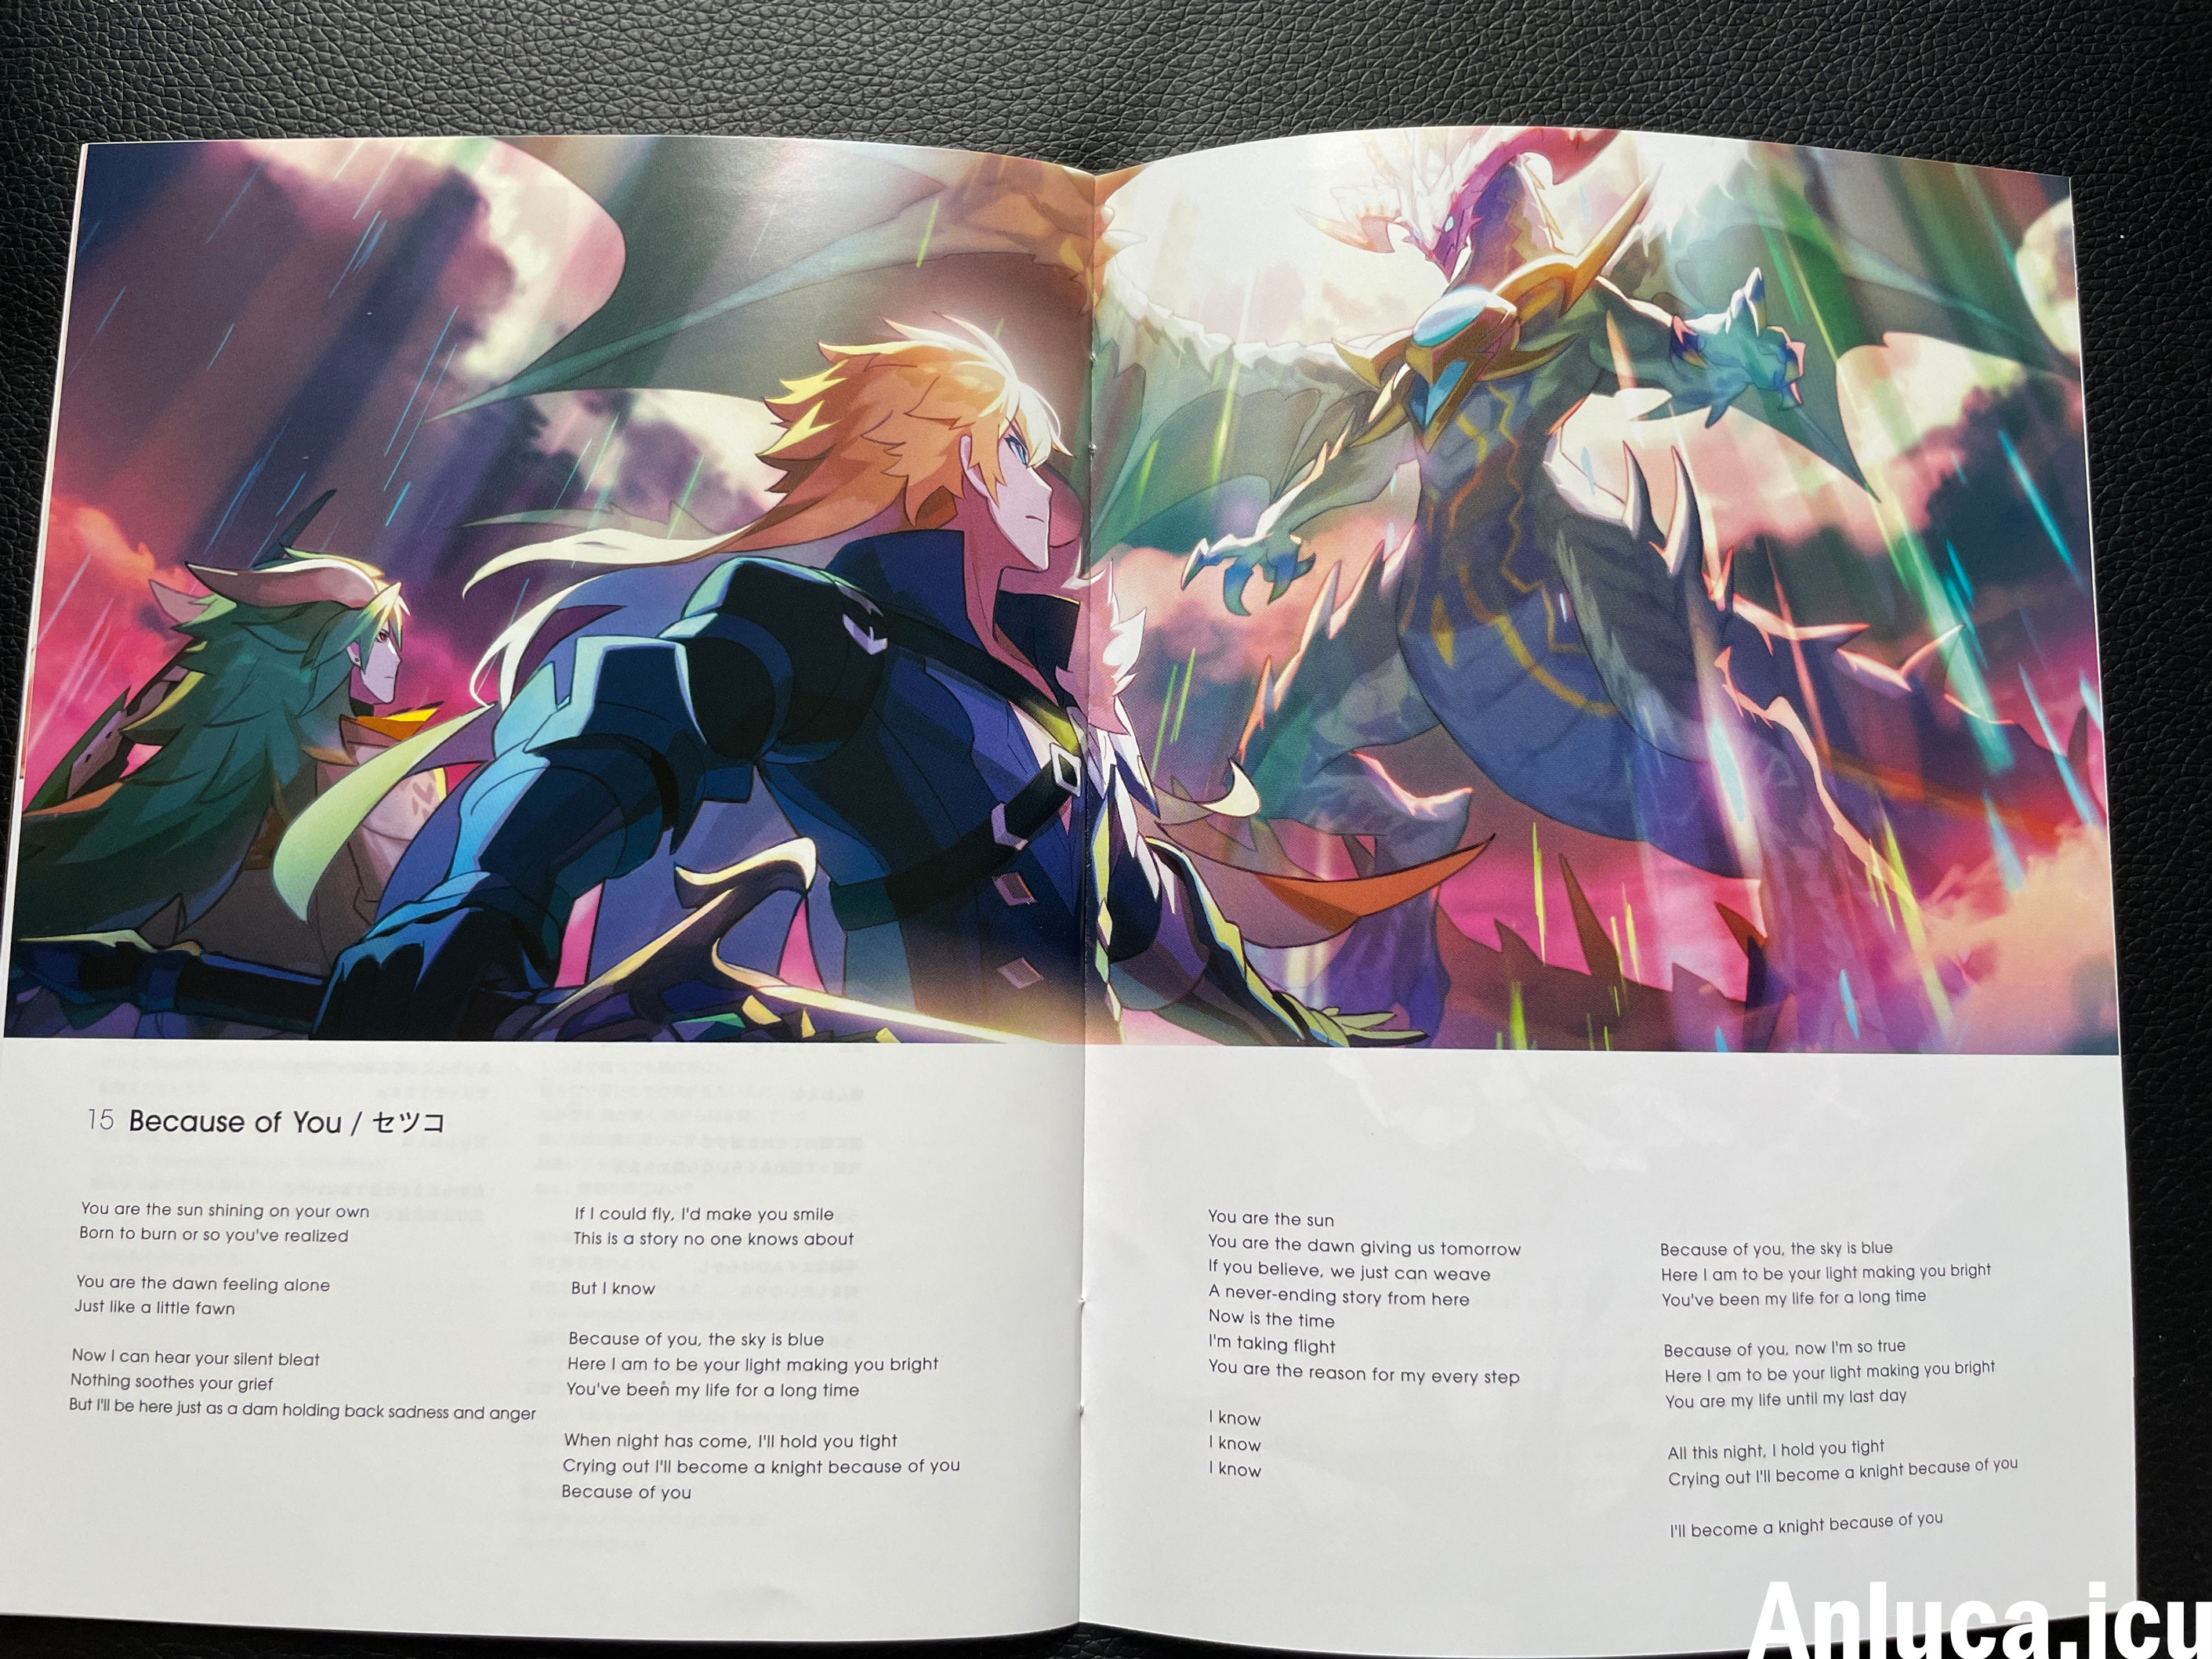 15 Because of You / セツコ
You are the sun shining on your own
Born to burn or so you've realized
You are the dawn feeling alone
Just like a little fawn
Now I can hear your silent bleat
Nothing soothes your grief
But I'll be here just as a dam holding back sadness and anger
If I could fly, I'd make you smile
This is a story no one knows about
But I know
Because of you, the sky is blue
Here I am to be your light making you bright
You've been my life for a long time
When night has come, I'll hold you tight
Crying out I'll become a knight because of you
Because of you
You are the sun
You are the dawn giving us tomorrow
If you believe, we just can weave
A never-ending story from here
Now is the time
I'm taking flight
You are the reason for my every step
I know
I know
I know
Because of you, the sky is blue
Here I am to be your light making you bright
You've been my life for a long time
Because of you, now I'm so true
Here I am to be your light making you bright
You are my life until my last day
All this night, I hold you tight
Crying out I'll become a knight because of you
I'll become a knight because of you
Anluca.icu